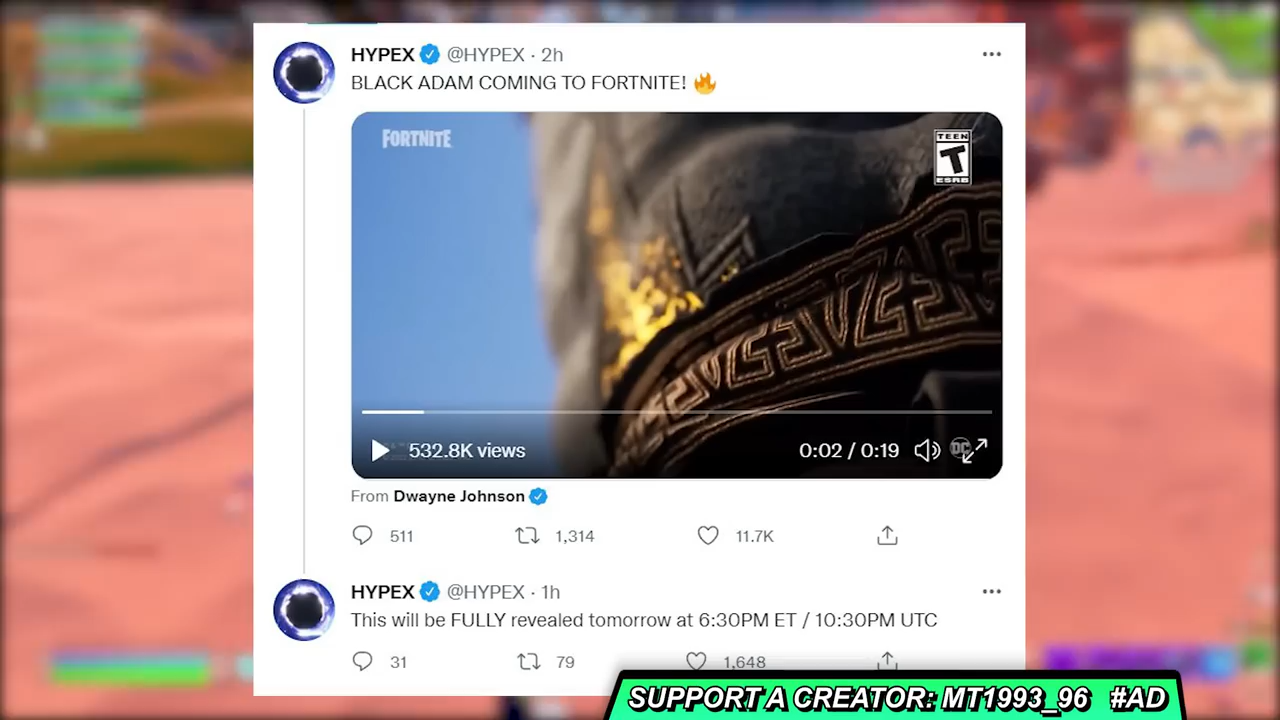 HYPEX @HYPEX · 2h
BLACK ADAM COMING TO FORTNITE! 🔥
FORTNITE
TEEN
T
ESRB
532.8K views
0:02 / 0:19
DC
From Dwayne Johnson
511
1,314
11.7K
HYPEX @HYPEX · 1h
This will be FULLY revealed tomorrow at 6:30PM ET / 10:30PM UTC
31
79
1,648
SUPPORT A CREATOR: MT1993_96 #AD